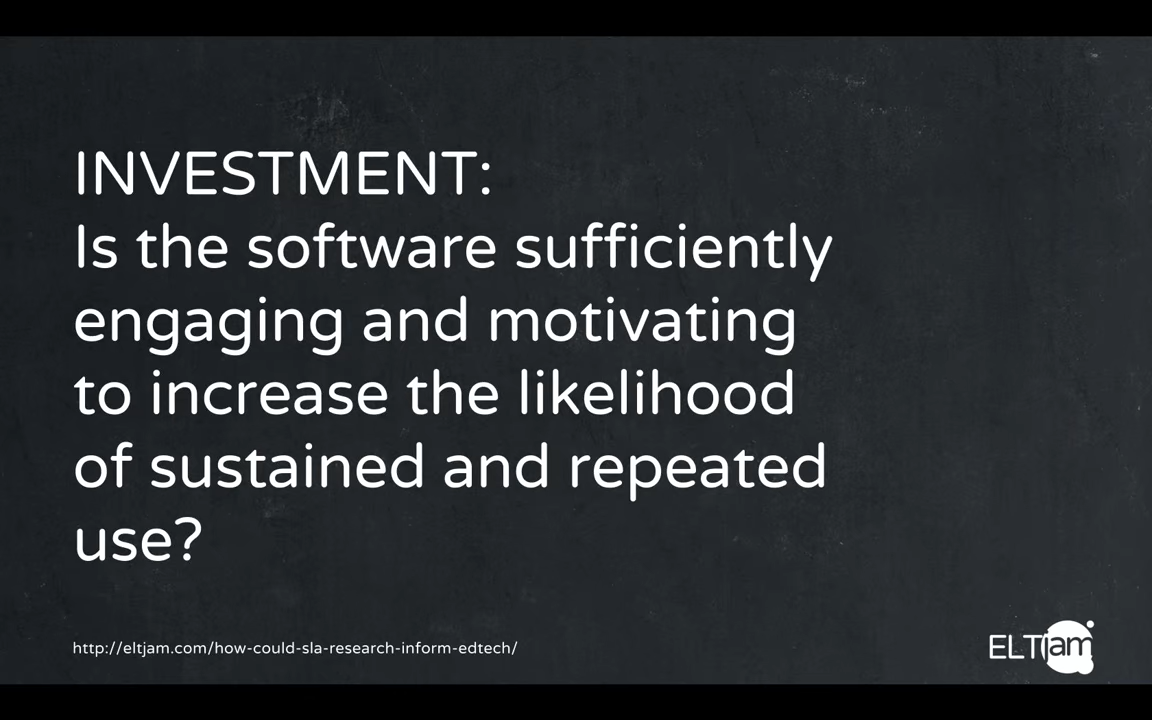 INVESTMENT:
Is the software sufficiently
engaging and motivating
to increase the likelihood
of sustained and repeated
use?
http://eltjam.com/how-could-sla-research-inform-edtech/
ELTjam